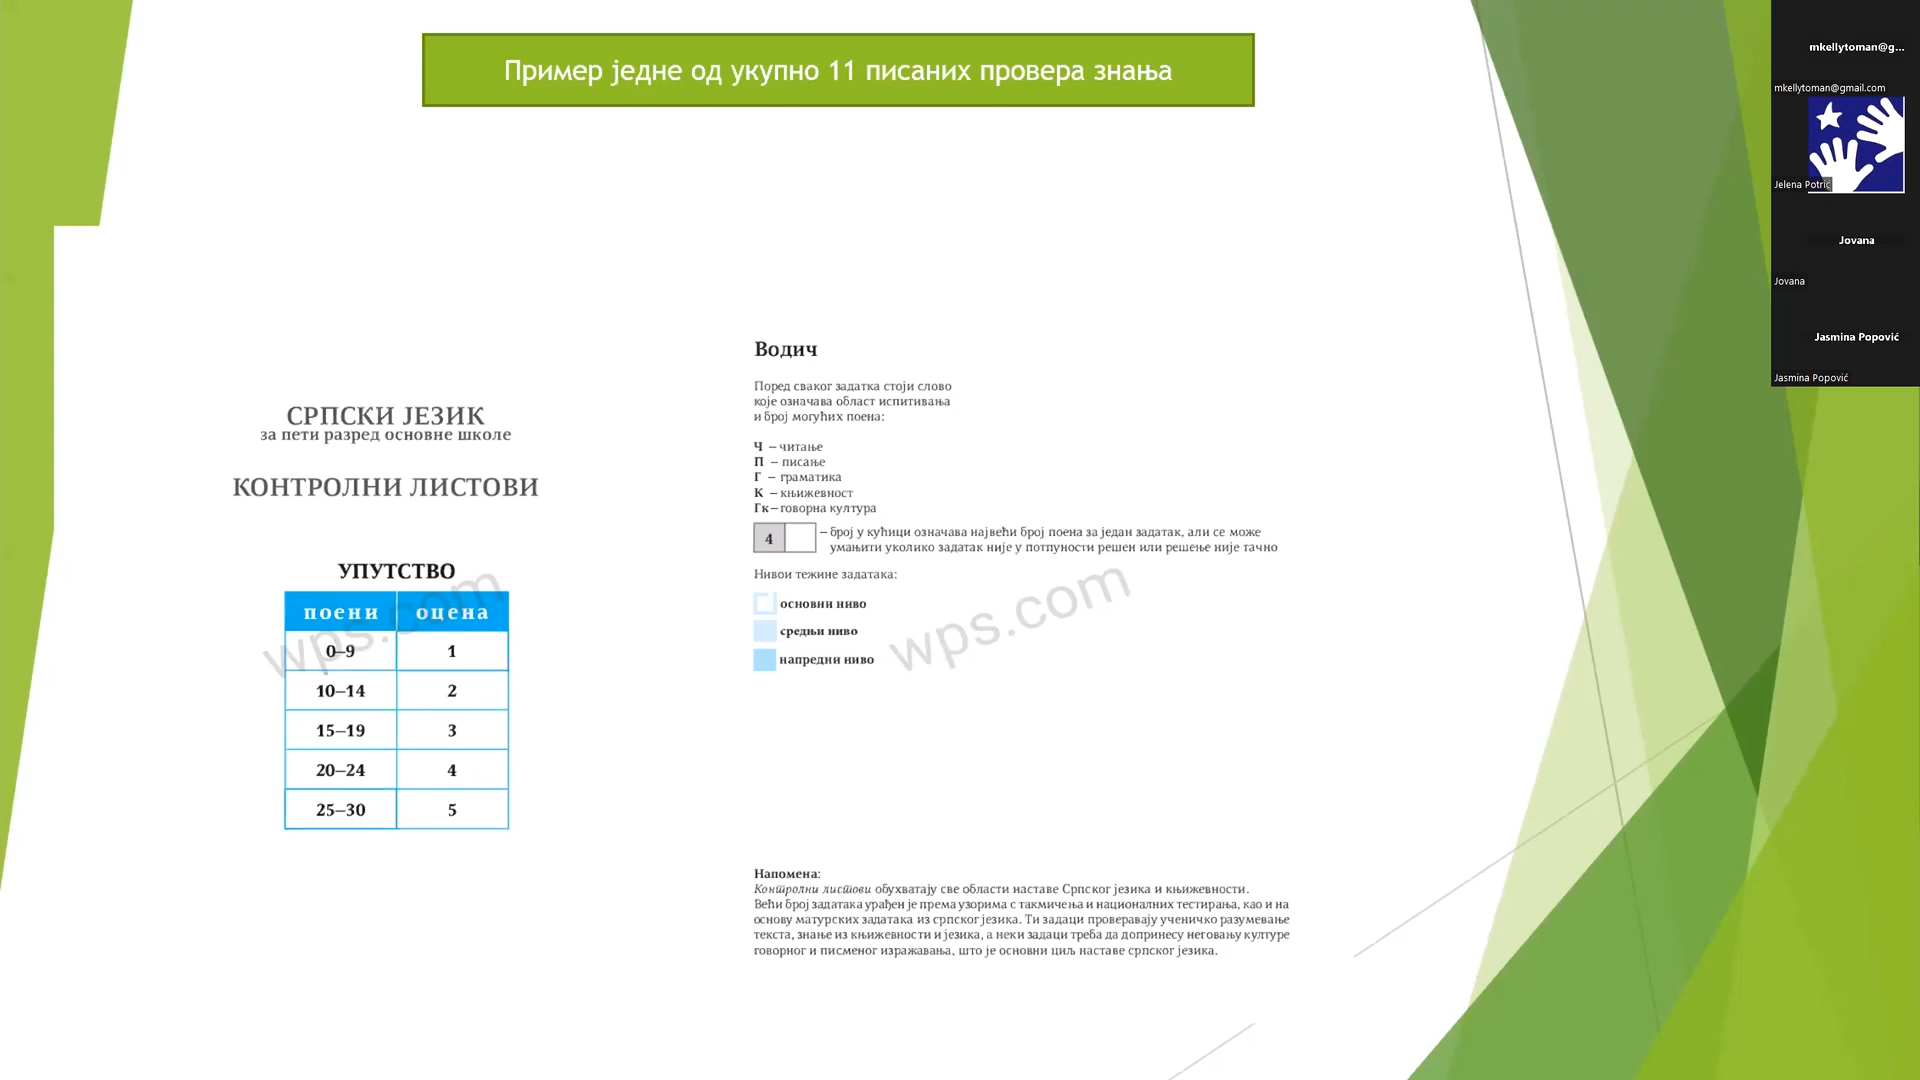 Пример једне од укупно 11 писаних провера знања
СРПСКИ ЈЕЗИК
за пети разред основне школе
КОНТРОЛНИ ЛИСТОВИ
УПУТСТВО
поени оцена
0–9 1
10–14 2
15–19 3
20–24 4
25–30 5
wps.com
Водич
Поред сваког задатка стоји слово
које означава област испитивања
и број могућих поена:
Ч – читање
П – писање
Г – граматика
К – књижевност
Гк – говорна култура
4 – број у кућици означава највећи број поена за један задатак, али се може
умањити уколико задатак није у потпуности решен или решење није тачно
Нивои тежине задатака:
основни ниво
средњи ниво
напредни ниво
wps.com
Напомена:
Контролни листови обухватају све области наставе Српског језика и књижевности.
Већи број задатака урађен је према узорима с такмичења и националних тестирања, као и на
основу матурских задатака из српског језика. Ти задаци проверавају ученичко разумевање
текста, знање из књижевности и језика, а неки задаци треба да допринесу неговању културе
говорног и писменог изражавања, што је основни циљ наставе српског језика.
mkellytoman@g...
mkellytoman@gmail.com
Jelena Potrić
Jovana
Jovana
Jasmina Popović
Jasmina Popović